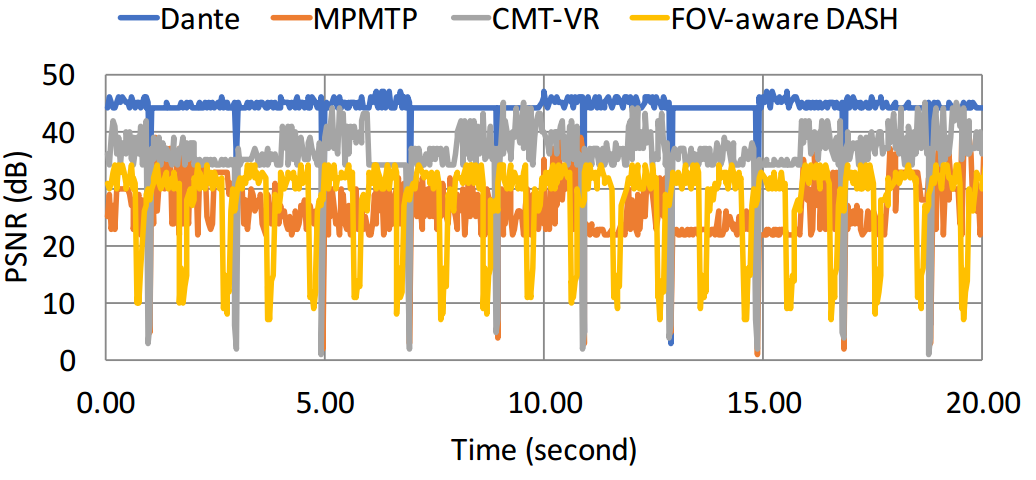 Dante MPMTP CMT-VR FOV-aware DASH
PSNR (dB)
50
40
30
20
10
0
0.00 5.00 10.00 15.00 20.00
Time (second)